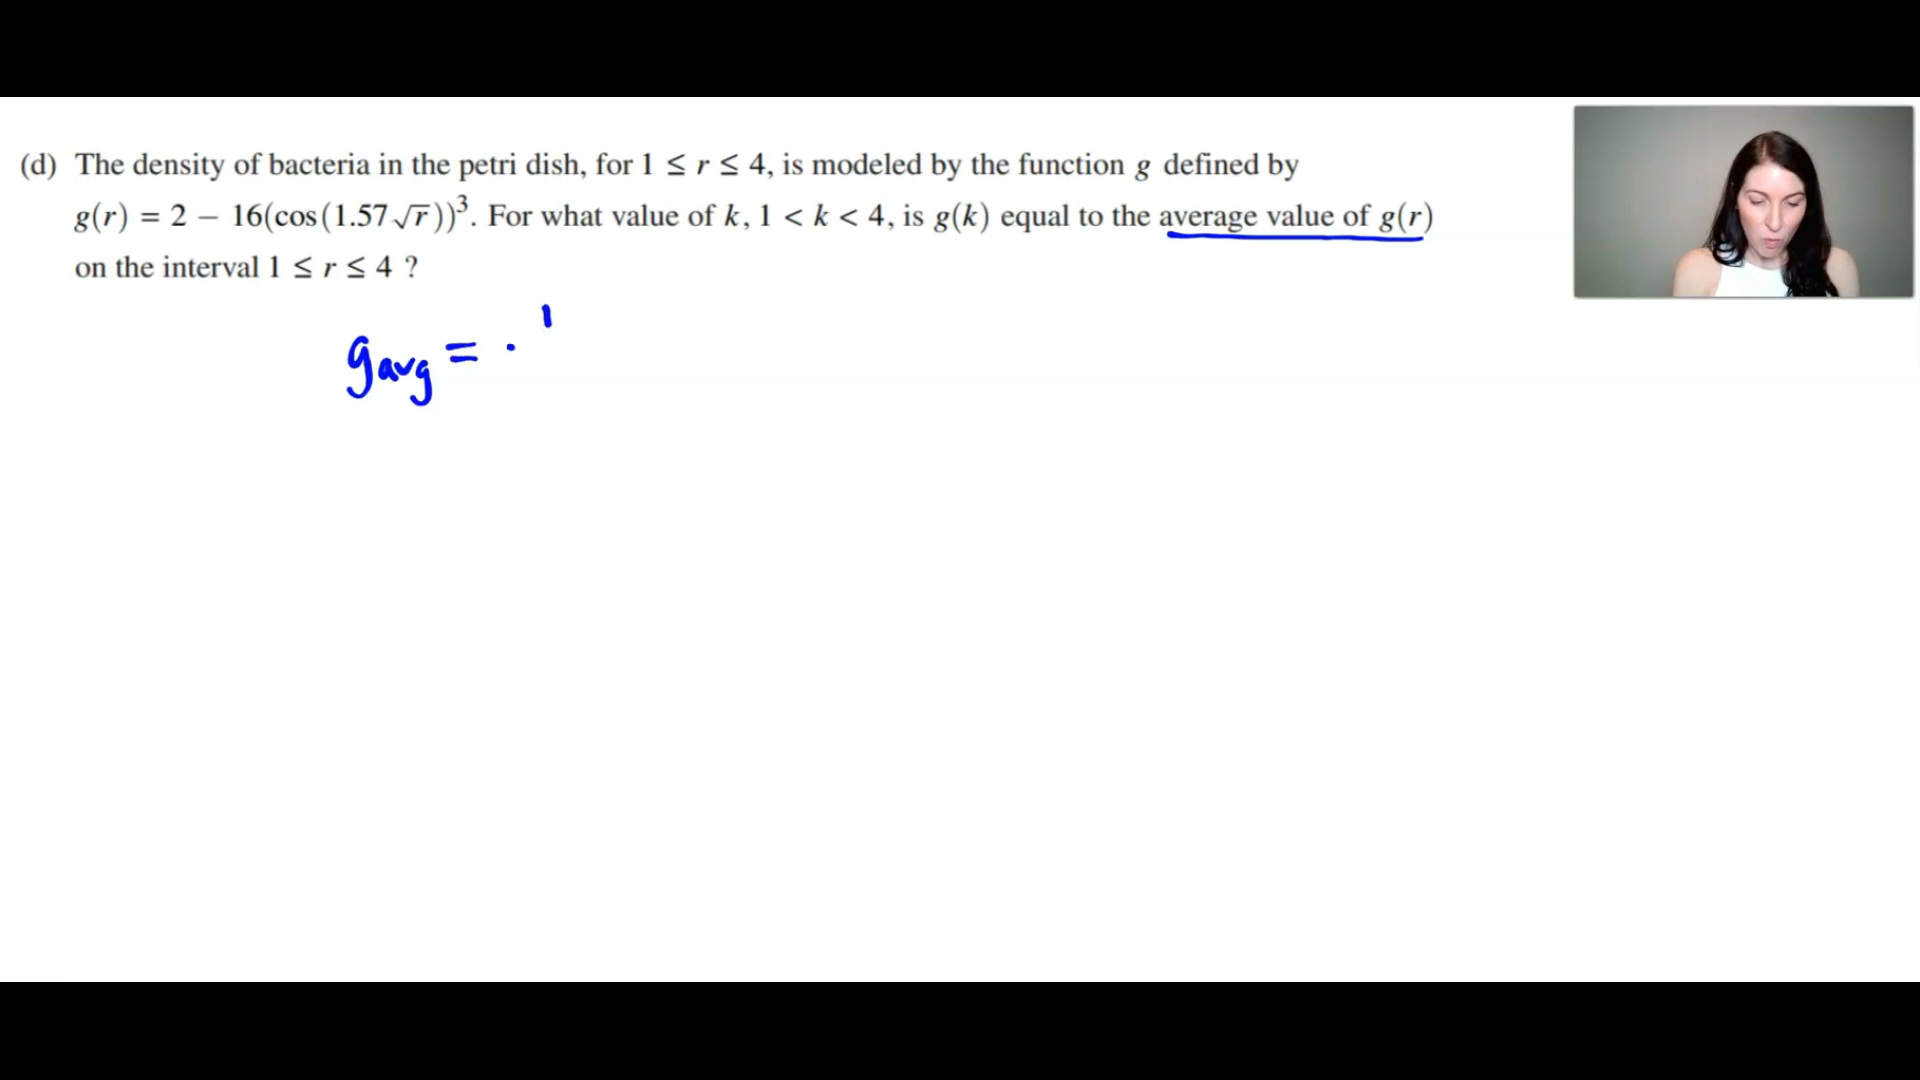 (d) The density of bacteria in the petri dish, for 1 ≤ r ≤ 4, is modeled by the function g defined by
g(r) = 2 − 16(cos(1.57√r))³. For what value of k, 1 < k < 4, is g(k) equal to the average value of g(r)
on the interval 1 ≤ r ≤ 4 ?
g_avg = · 1